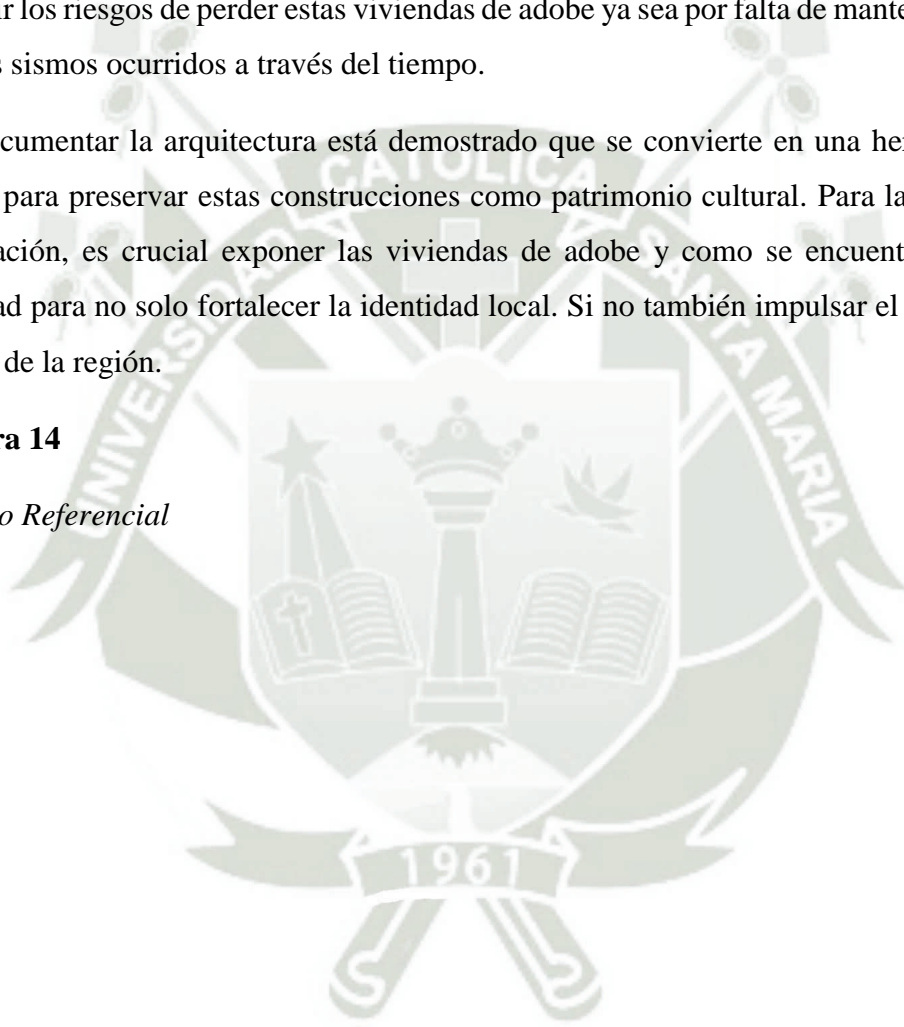 ir los riesgos de perder estas viviendas de adobe ya sea por falta de mante
s sismos ocurridos a través del tiempo.
cumentar la arquitectura está demostrado que se convierte en una her
para preservar estas construcciones como patrimonio cultural. Para la
ación, es crucial exponer las viviendas de adobe y como se encuent
ad para no solo fortalecer la identidad local. Si no también impulsar el
de la región.
ra 14
o Referencial
UNIVERSIDAD CATOLICA SANTA MARIA
1961